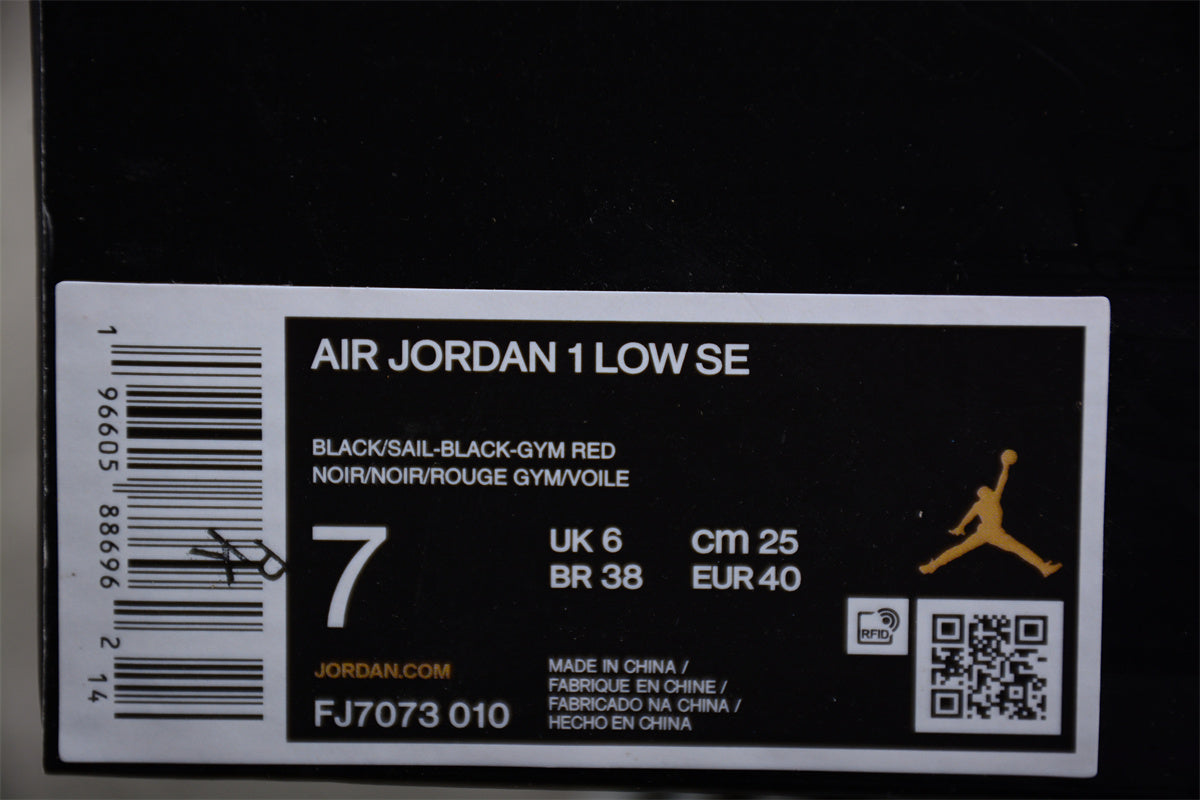 AIR JORDAN 1 LOW SE
BLACK/SAIL-BLACK-GYM RED
NOIR/NOIR/ROUGE GYM/VOILE
7
UK 6
cm 25
BR 38
EUR 40
RFID
JORDAN.COM
FJ7073 010
MADE IN CHINA /
FABRIQUE EN CHINE /
FABRICADO NA CHINA /
HECHO EN CHINA
1 96605 88696 2 14